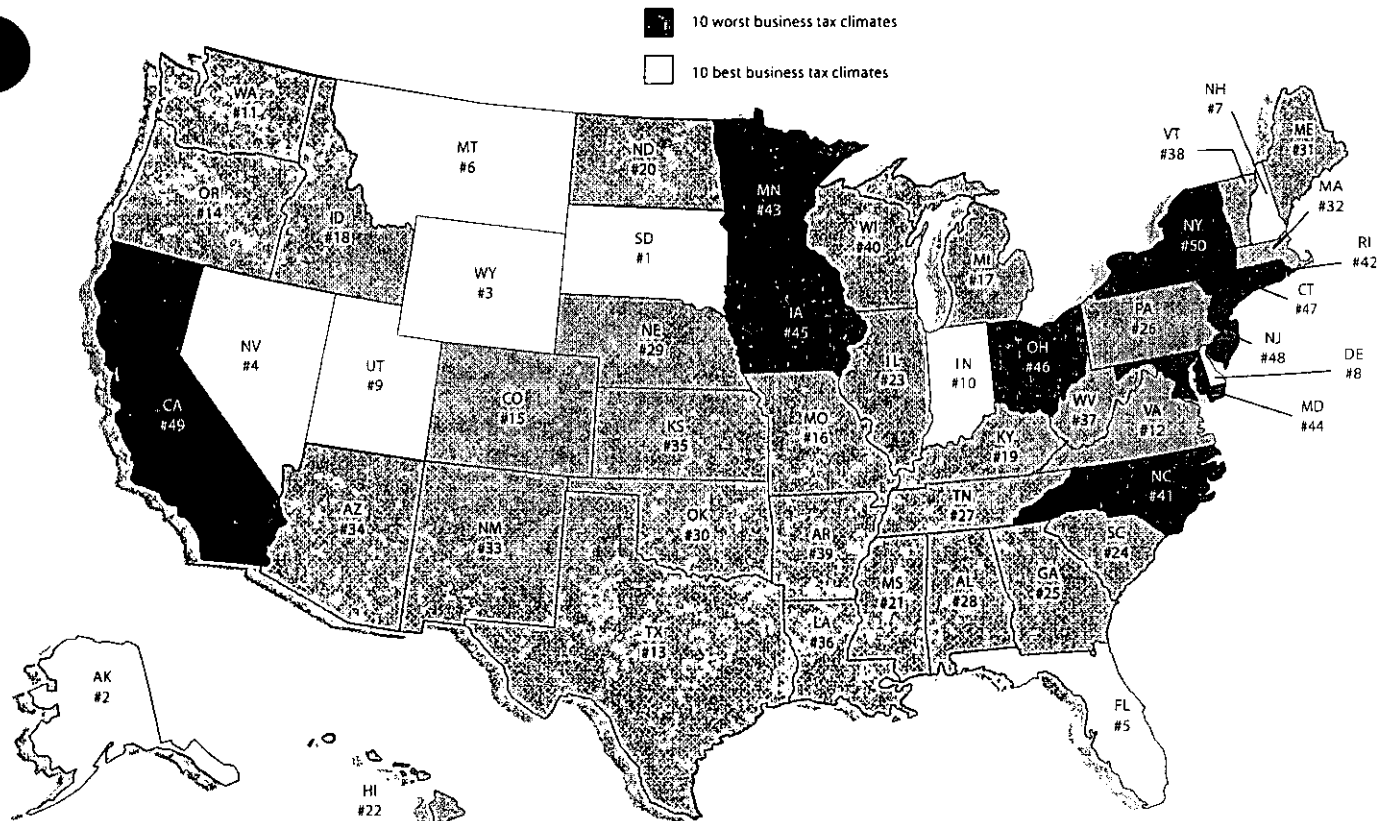 10 worst business tax climates
10 best business tax climates
WA
#11
MT
#6
ND
#20
MN
#43
OR
#14
ID
#18
SD
#1
WY
#3
WI
#40
MI
#17
NH
#7
VT
#38
ME
#31
MA
#32
NY
#50
RI
#42
CT
#47
NV
#4
UT
#9
NE
#29
IA
#45
IL
#23
IN
#10
OH
#46
PA
#26
NJ
#48
DE
#8
MD
#44
CA
#49
CO
#15
KS
#35
MO
#16
KY
#19
WV
#37
VA
#12
NC
#41
AZ
#34
NM
#33
OK
#30
AR
#39
TN
#27
SC
#24
MS
#21
AL
#28
GA
#25
TX
#13
LA
#36
FL
#5
AK
#2
HI
#22